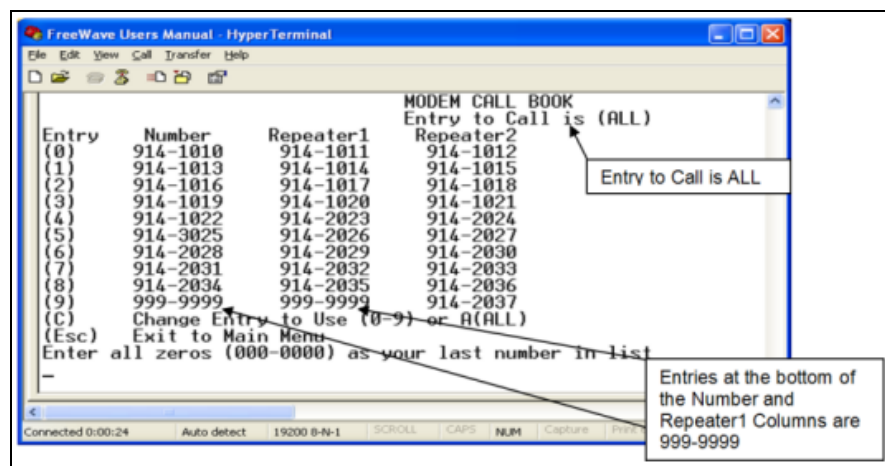 FreeWave Users Manual - HyperTerminal
File Edit View Call Transfer Help
MODEM CALL BOOK
Entry to Call is (ALL)
Entry Number Repeater1 Repeater2
(0) 914-1010 914-1011 914-1012
(1) 914-1013 914-1014 914-1015
(2) 914-1016 914-1017 914-1018
(3) 914-1019 914-1020 914-1021
(4) 914-1022 914-2023 914-2024
(5) 914-3025 914-2026 914-2027
(6) 914-2028 914-2029 914-2030
(7) 914-2031 914-2032 914-2033
(8) 914-2034 914-2035 914-2036
(9) 999-9999 999-9999 914-2037
(C) Change Entry to Use (0-9) or A(ALL)
(Esc) Exit to Main Menu
Enter all zeros (000-0000) as your last number in list
Entry to Call is ALL
Entries at the bottom of
the Number and
Repeater1 Columns are
999-9999
Connected 0:00:24 Auto detect 19200 8-N-1 SCROLL CAPS NUM Capture